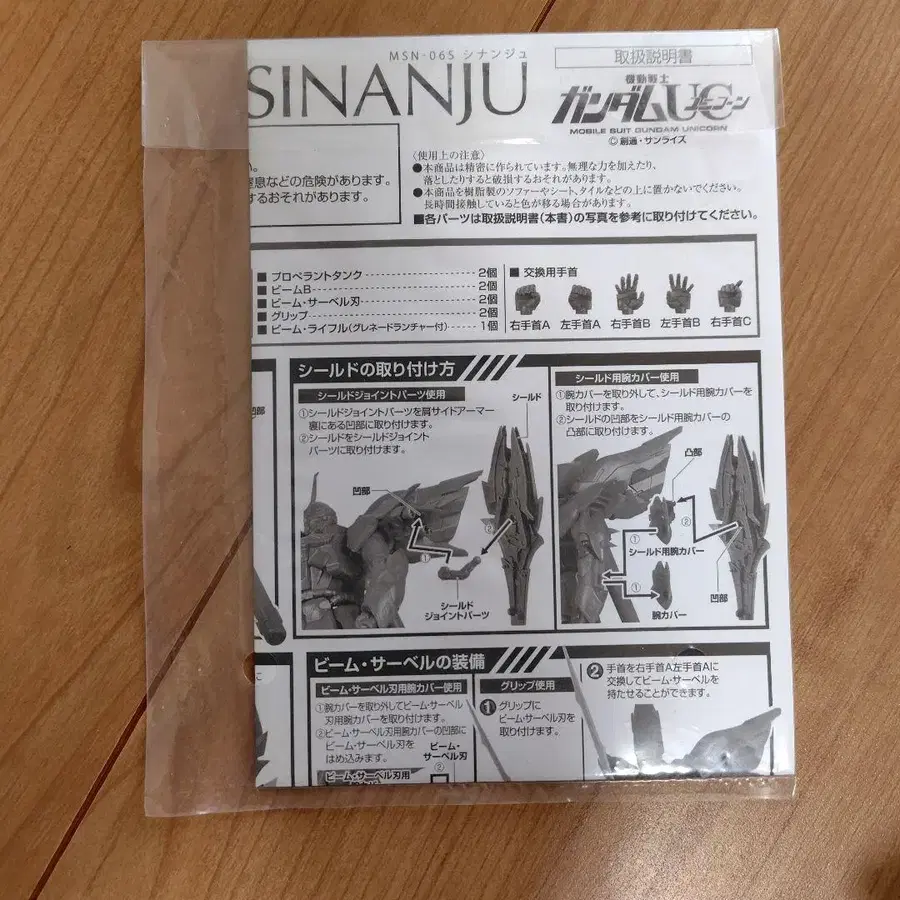 MSN-06S シナンジュ
SINANJU
取扱説明書
機動戦士
ガンダムUC
ユニコーン
MOBILE SUIT GUNDAM UNICORN
©創通・サンライズ
窒息などの危険があります。
するおそれがあります。
〈使用上の注意〉
●本商品は精密に作られています。無理な力を加えたり、
落としたりすると破損するおそれがあります。
●本商品を樹脂製のソファーやシート、タイルなどの上に置かないでください。
長時間接触していると色が移る場合があります。
■各パーツは取扱説明書(本書)の写真を参考に取り付けてください。
■ プロペラントタンク 2個
■ ビームB 2個
■ ビーム・サーベル刃 2個
■ グリップ 2個
■ ビーム・ライフル(グレネードランチャー付) 1個
■ 交換用手首
右手首A 左手首A 右手首B 左手首B 右手首C
シールドの取り付け方
シールドジョイントパーツ使用
①シールドジョイントパーツを肩サイドアーマー
裏にある凹部に取り付けます。
②シールドをシールドジョイント
パーツに取り付けます。
シールド
凹部
凹部
①
②
シールド
ジョイントパーツ
シールド用腕カバー使用
①腕カバーを取り外して、シールド用腕カバーを
取り付けます。
②シールドの凹部をシールド用腕カバーの
凸部に取り付けます。
凸部
①
②
シールド用腕カバー
①
腕カバー
凹部
ビーム・サーベルの装備
ビーム・サーベル刃用腕カバー使用
①腕カバーを取り外してビーム・サーベル
刃用腕カバーを取り付けます。
②ビーム・サーベル刃用腕カバーの凹部に
ビーム・サーベル刃を
はめ込みます。
ビーム・
サーベル刃
②
ビーム・サーベル刃用
グリップ使用
❶ グリップに
ビーム・サーベル刃を
取り付けます。
❷ 手首を右手首A左手首Aに
交換してビーム・サーベルを
持たせることができます。